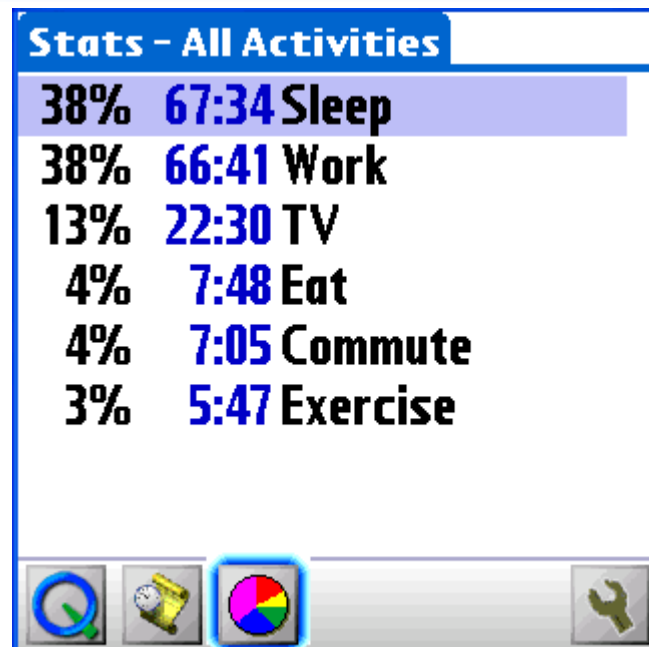 Stats - All Activities
38% 67:34 Sleep
38% 66:41 Work
13% 22:30 TV
4% 7:48 Eat
4% 7:05 Commute
3% 5:47 Exercise